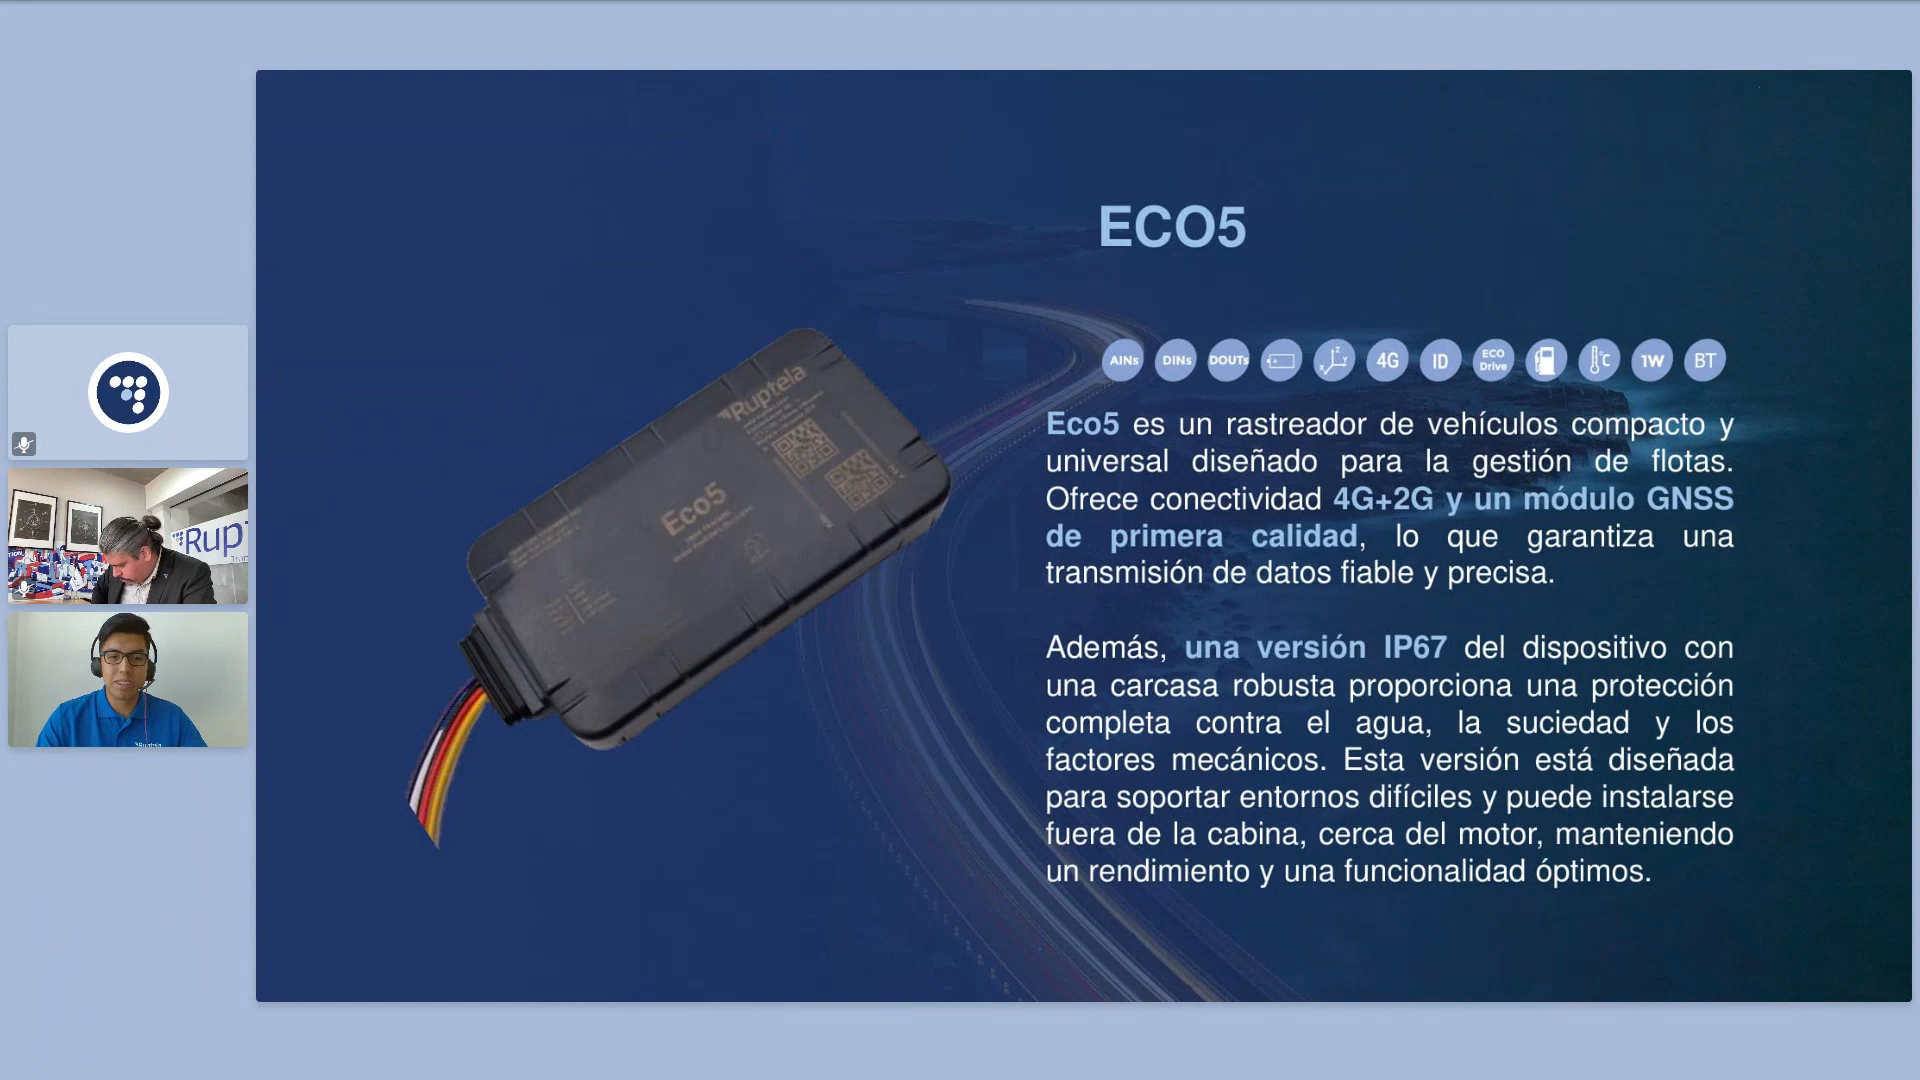 ECO5
AINs DINs DOUTs 4G ID ECO Drive °C 1W BT
Eco5 es un rastreador de vehículos compacto y
universal diseñado para la gestión de flotas.
Ofrece conectividad 4G+2G y un módulo GNSS
de primera calidad, lo que garantiza una
transmisión de datos fiable y precisa.
Además, una versión IP67 del dispositivo con
una carcasa robusta proporciona una protección
completa contra el agua, la suciedad y los
factores mecánicos. Esta versión está diseñada
para soportar entornos difíciles y puede instalarse
fuera de la cabina, cerca del motor, manteniendo
un rendimiento y una funcionalidad óptimos.
Ruptela
Eco5
Rup
Ruptela